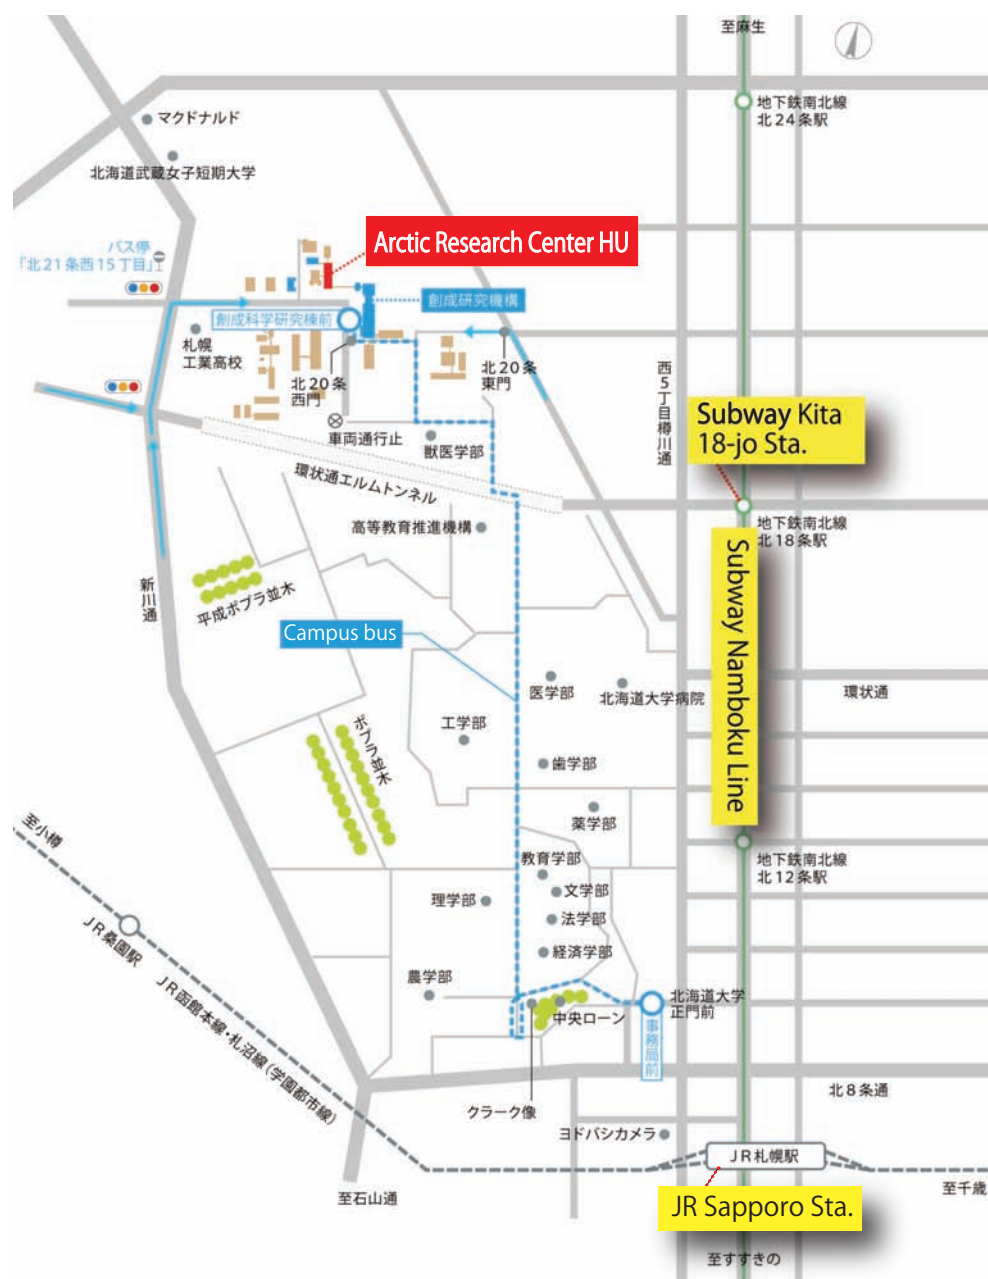 至麻生
地下鉄南北線
北24条駅
マクドナルド
北海道武蔵女子短期大学
バス停
「北21条西15丁目」
Arctic Research Center HU
創成研究機構
創成科学研究棟前
札幌
工業高校
北20条
西門
北20条
東門
西5丁目樽川通
車両通行止
獣医学部
Subway Kita
18-jo Sta.
環状通エルムトンネル
高等教育推進機構
地下鉄南北線
北18条駅
Subway Namboku Line
新川通
平成ポプラ並木
Campus bus
医学部
北海道大学病院
環状通
工学部
ポプラ並木
歯学部
薬学部
至小樽
教育学部
地下鉄南北線
北12条駅
文学部
理学部
法学部
JR桑園駅
経済学部
農学部
JR函館本線・札沼線(学園都市線)
北海道大学
正門前
中央ローン
事務局前
北8条通
クラーク像
ヨドバシカメラ
JR札幌駅
至石山通
至千歳
JR Sapporo Sta.
至すすきの